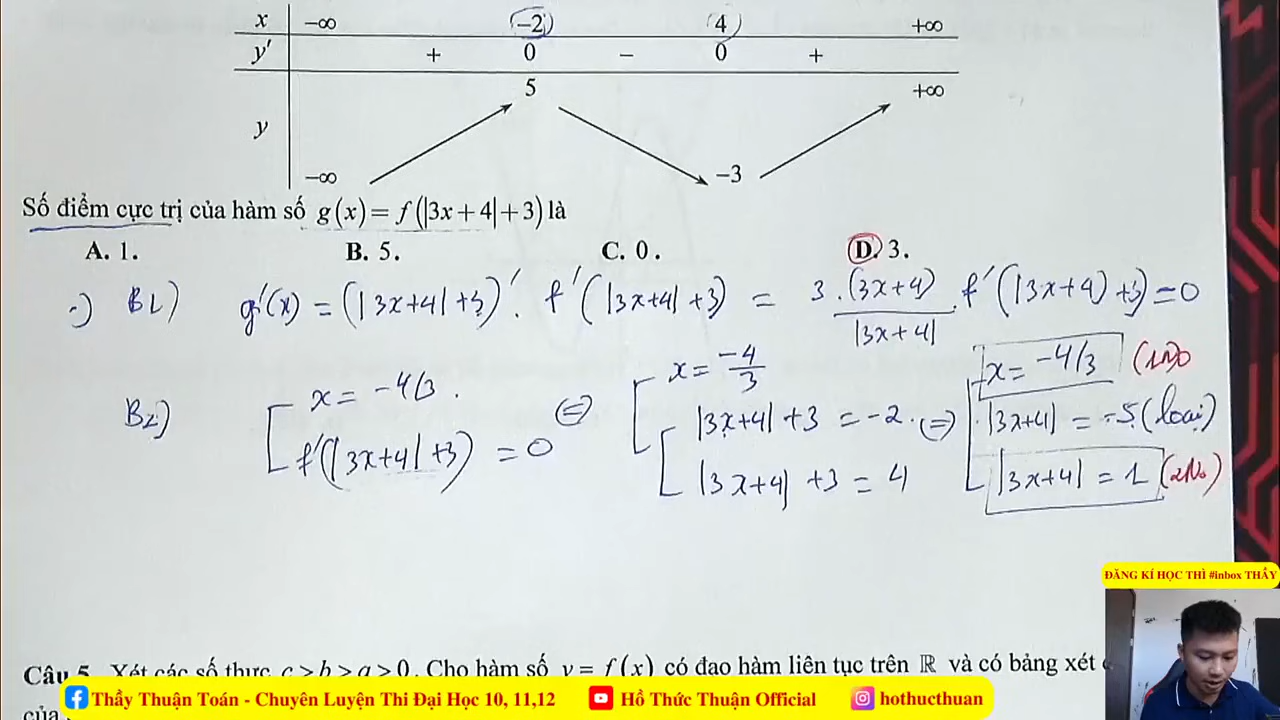 x −∞ (−2) (4) +∞
y′ + 0 − 0 +
5 +∞
y
−∞ −3
Số điểm cực trị của hàm số g(x) = f(|3x+4|+3) là
A. 1. B. 5. C. 0. D. 3.
B1) g'(x) = (|3x+4|+3)'. f'(|3x+4|+3) = 3.(3x+4)/|3x+4| . f'(|3x+4|+3) = 0
B2) x = -4/3. x = -4/3 x = -4/3 (1N0)
f'(|3x+4|+3) = 0 ⇔ |3x+4|+3 = -2. ⇔ |3x+4| = -5 (loại)
|3x+4|+3 = 4 |3x+4| = 1 (2No)
ĐĂNG KÍ HỌC THÌ #inbox THẦY
Câu 5. Xét các số thực c > b > a > 0. Cho hàm số y = f(x) có đạo hàm liên tục trên ℝ và có bảng xét
của
Thầy Thuận Toán - Chuyên Luyện Thi Đại Học 10, 11,12 Hồ Thức Thuận Official hothucthuan